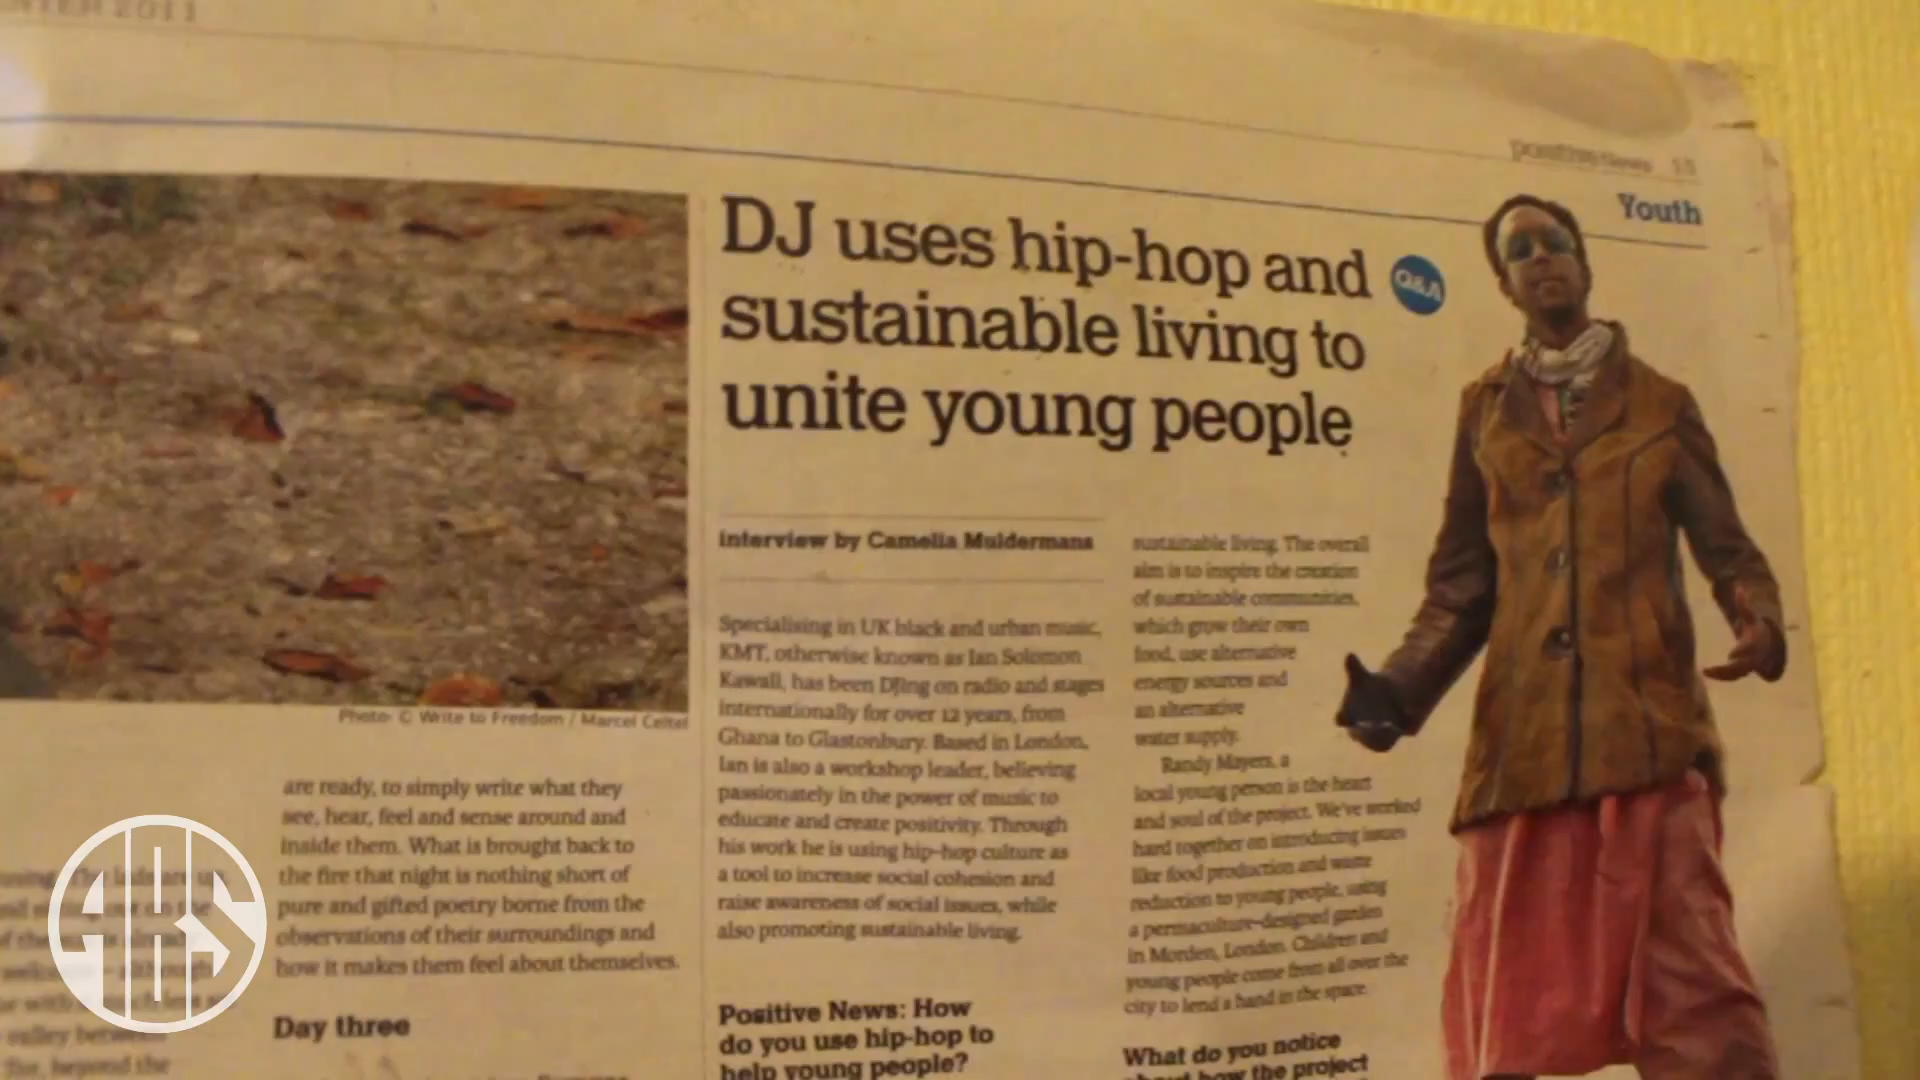 2011
positive News 13
Youth
DJ uses hip-hop and
sustainable living to
unite young people
Q&A
Photo: © Write to Freedom / Marcel
are ready, to simply write what they
see, hear, feel and sense around and
inside them. What is brought back to
the fire that night is nothing short of
pure and gifted poetry borne from the
observations of their surroundings and
how it makes them feel about themselves.
Day three
Interview by Camelia Muldermans
Specialising in UK black and urban music,
KMT, otherwise known as Ian Solomon
Kawall, has been DJing on radio and stages
internationally for over 12 years, from
Ghana to Glastonbury. Based in London,
Ian is also a workshop leader, believing
passionately in the power of music to
educate and create positivity. Through
his work he is using hip-hop culture as
a tool to increase social cohesion and
raise awareness of social issues, while
also promoting sustainable living.
Positive News: How
do you use hip-hop to
help young people?
sustainable living. The overall
aim is to inspire the creation
of sustainable communities,
which grow their own
food, use alternative
energy sources and
an alternative
water supply.
Randy Mayers, a
local young person is the heart
and soul of the project. We've worked
hard together on introducing issues
like food production and waste
reduction to young people, using
a permaculture-designed garden
in Morden, London. Children and
young people come from all over the
city to lend a hand in the space.
What do you notice
about how the project
beyond the
AKS